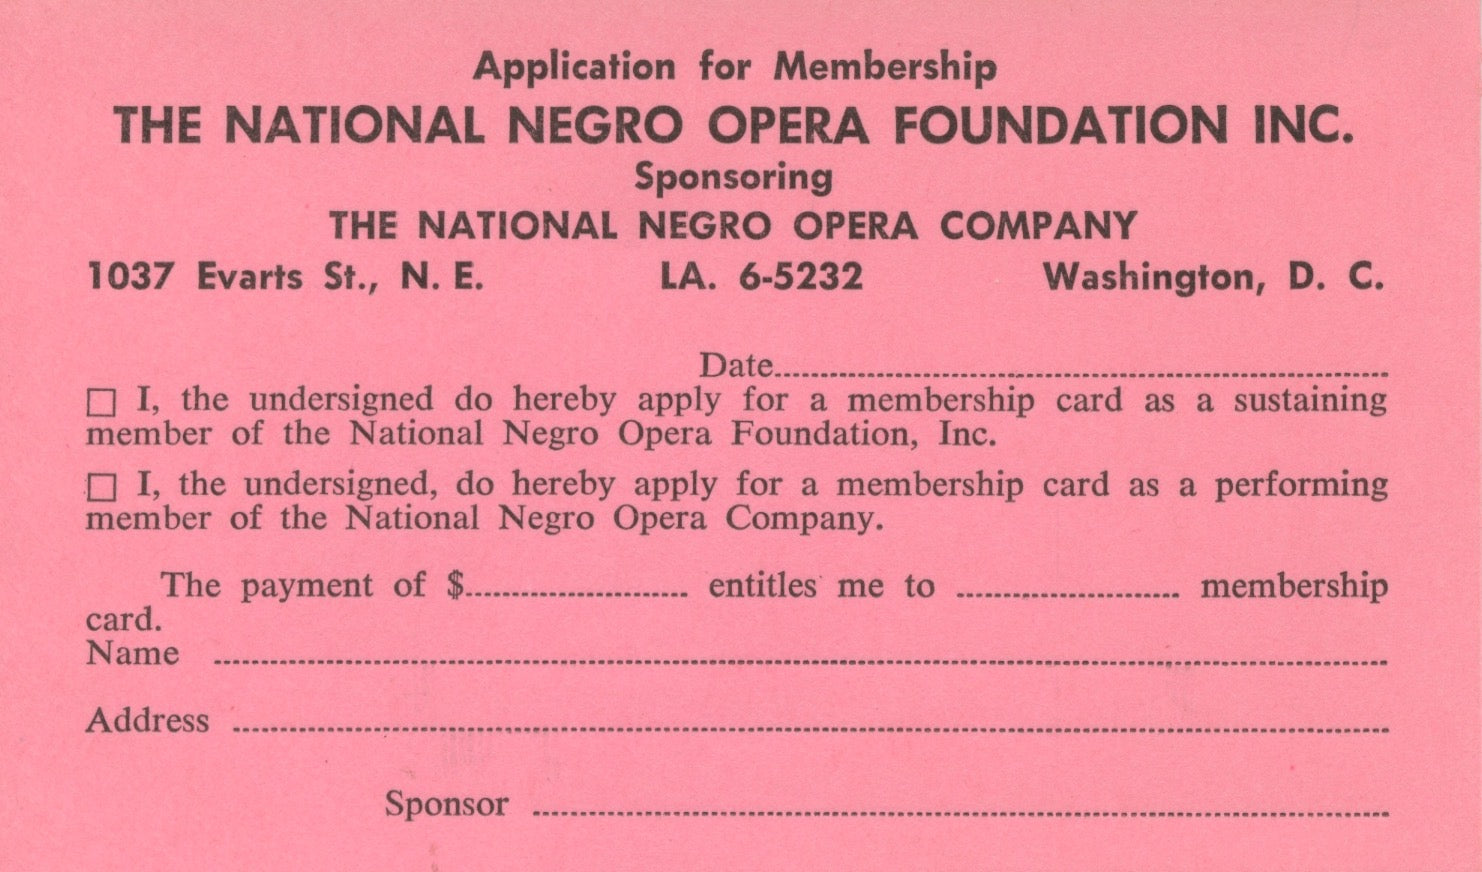 Application for Membership
THE NATIONAL NEGRO OPERA FOUNDATION INC.
Sponsoring
THE NATIONAL NEGRO OPERA COMPANY
1037 Evarts St., N. E. LA. 6-5232 Washington, D. C.
Date
I, the undersigned do hereby apply for a membership card as a sustaining
member of the National Negro Opera Foundation, Inc.
I, the undersigned, do hereby apply for a membership card as a performing
member of the National Negro Opera Company.
The payment of $ entitles me to membership
card.
Name
Address
Sponsor